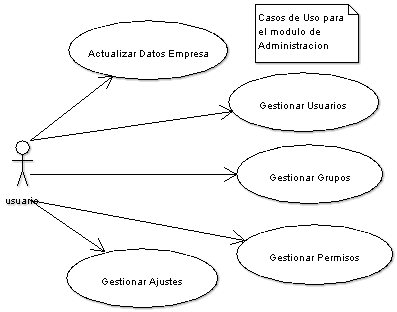 Casos de Uso para
el modulo de
Administracion
Actualizar Datos Empresa
Gestionar Usuarios
Gestionar Grupos
usuario
Gestionar Permisos
Gestionar Ajustes